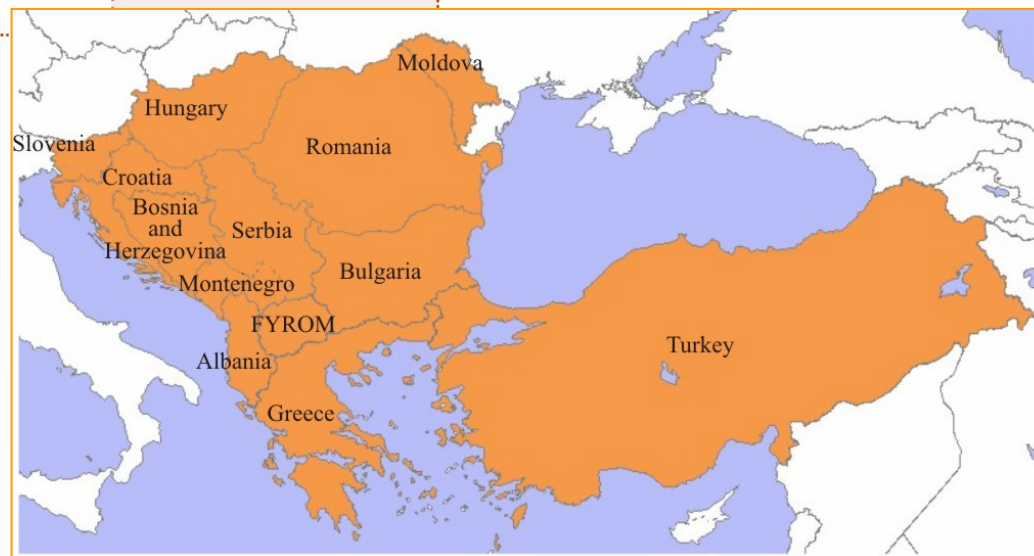 Moldova
Hungary
Slovenia
Romania
Croatia
Bosnia
and
Herzegovina
Serbia
Montenegro
Bulgaria
FYROM
Albania
Turkey
Greece